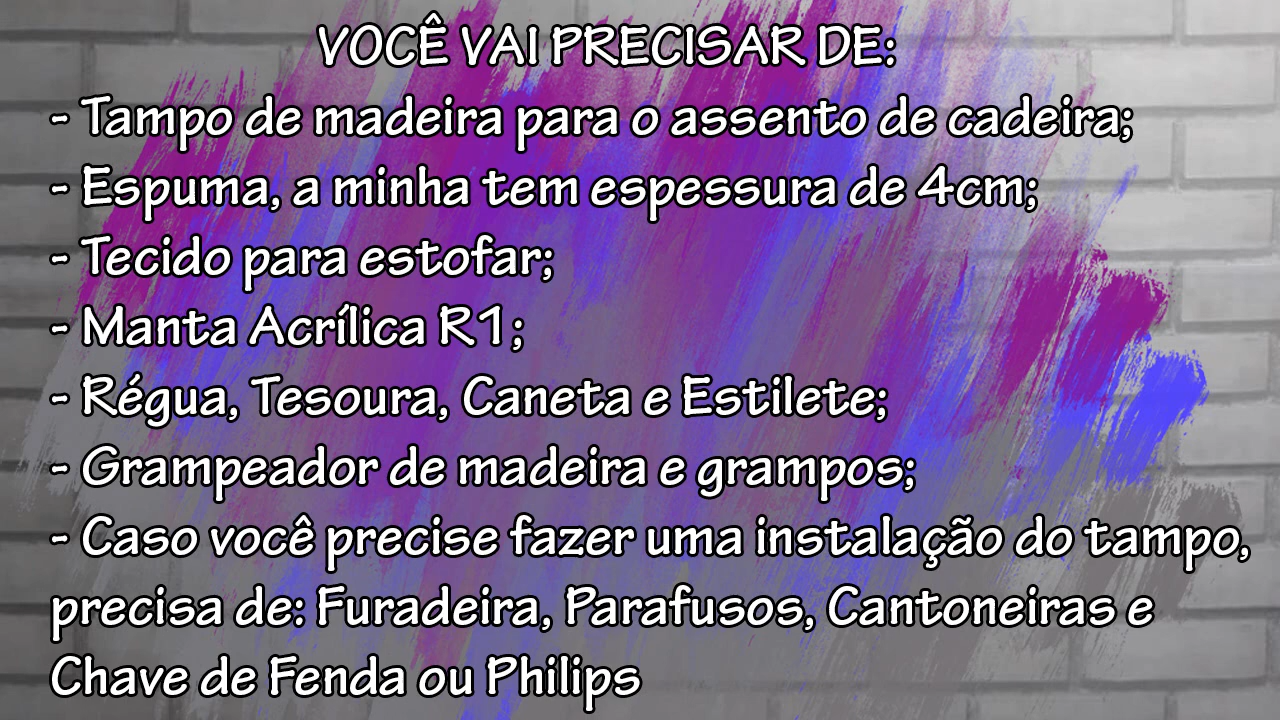 VOCÊ VAI PRECISAR DE:
- Tampo de madeira para o assento de cadeira;
- Espuma, a minha tem espessura de 4cm;
- Tecido para estofar;
- Manta Acrílica R1;
- Régua, Tesoura, Caneta e Estilete;
- Grampeador de madeira e grampos;
- Caso você precise fazer uma instalação do tampo,
precisa de: Furadeira, Parafusos, Cantoneiras e
Chave de Fenda ou Philips